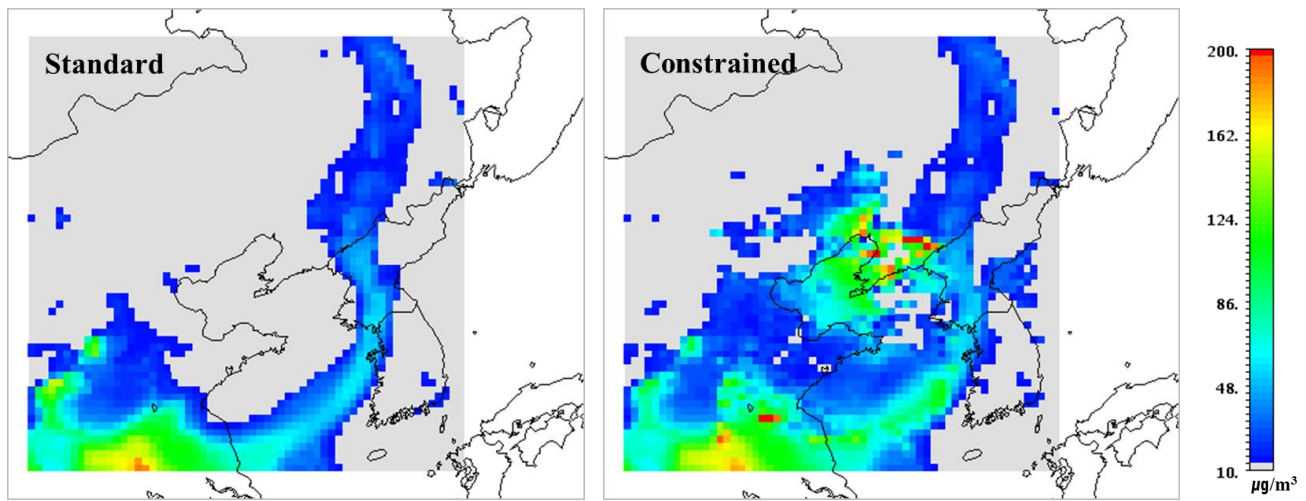 Standard
Constrained
200.
162.
124.
86.
48.
10.
µg/m³